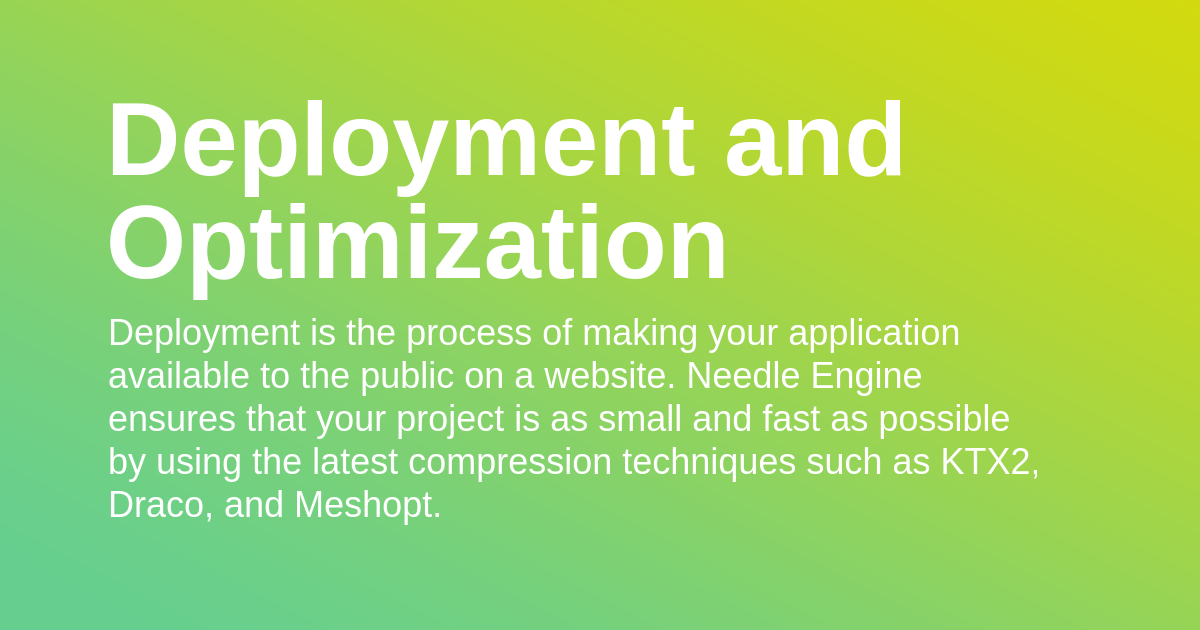 Deployment and
Optimization
Deployment is the process of making your application
available to the public on a website. Needle Engine
ensures that your project is as small and fast as possible
by using the latest compression techniques such as KTX2,
Draco, and Meshopt.